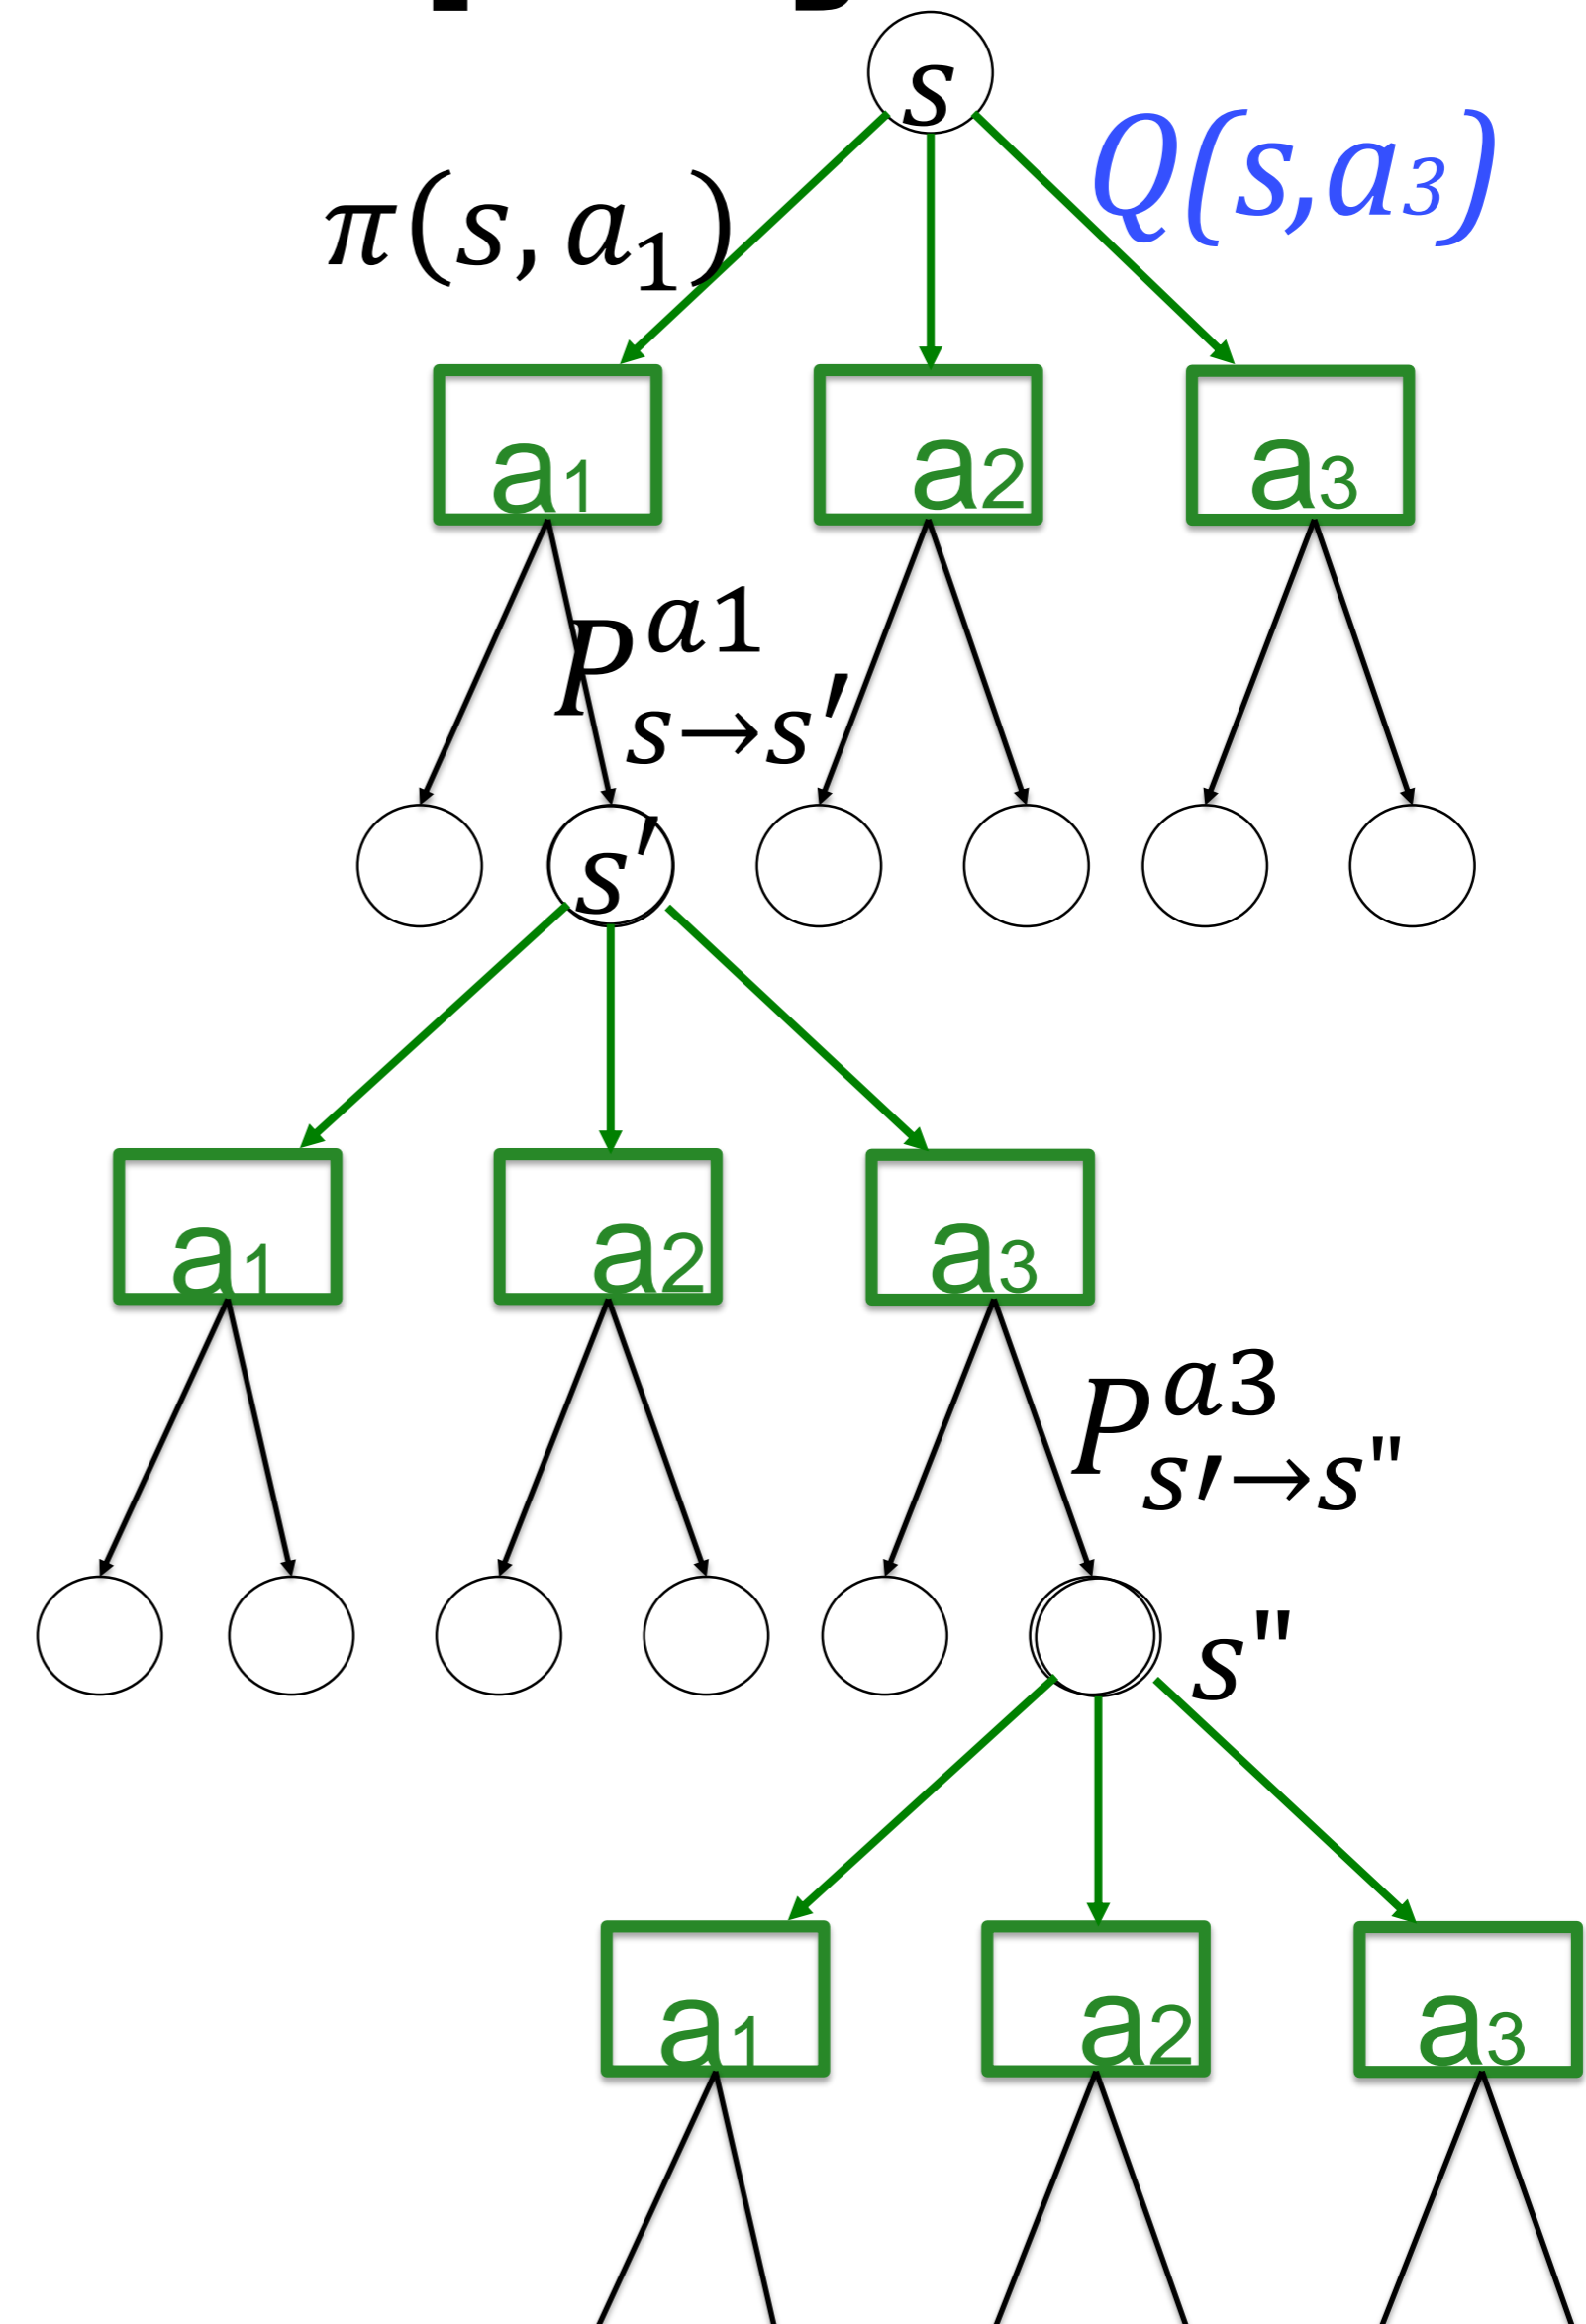 s
Q(s,a₃)
π(s, a₁)
a₁
a₂
a₃
P^{a1}_{s→s'}
s'
a₁
a₂
a₃
P^{a3}_{s'→s"}
s"
a₁
a₂
a₃